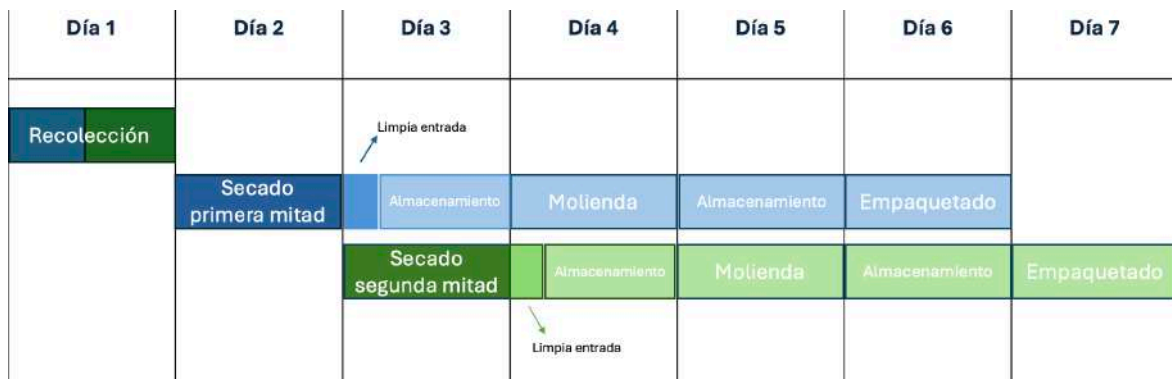 Día 1 Día 2 Día 3 Día 4 Día 5 Día 6 Día 7
Limpia entrada
Recolección
Secado
primera mitad
Almacenamiento
Molienda
Almacenamiento
Empaquetado
Secado
segunda mitad
Almacenamiento
Molienda
Almacenamiento
Empaquetado
Limpia entrada